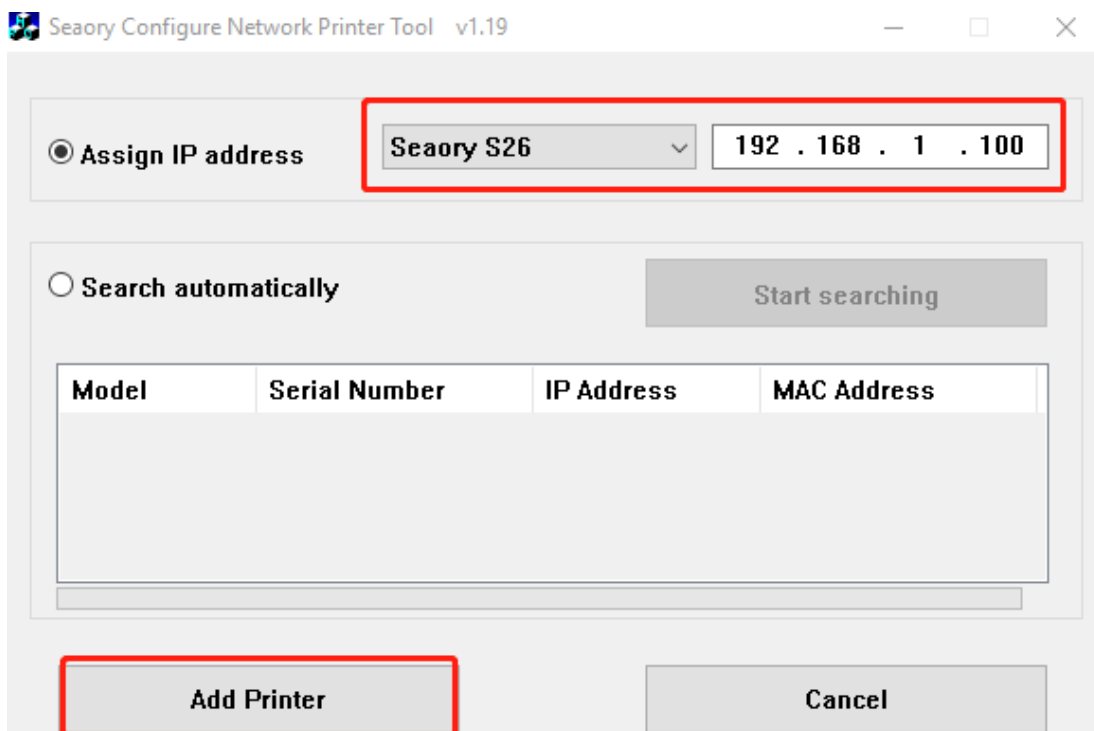 Seaory Configure Network Printer Tool v1.19
Assign IP address Seaory S26 192 . 168 . 1 . 100
Search automatically Start searching
Model Serial Number IP Address MAC Address
Add Printer Cancel